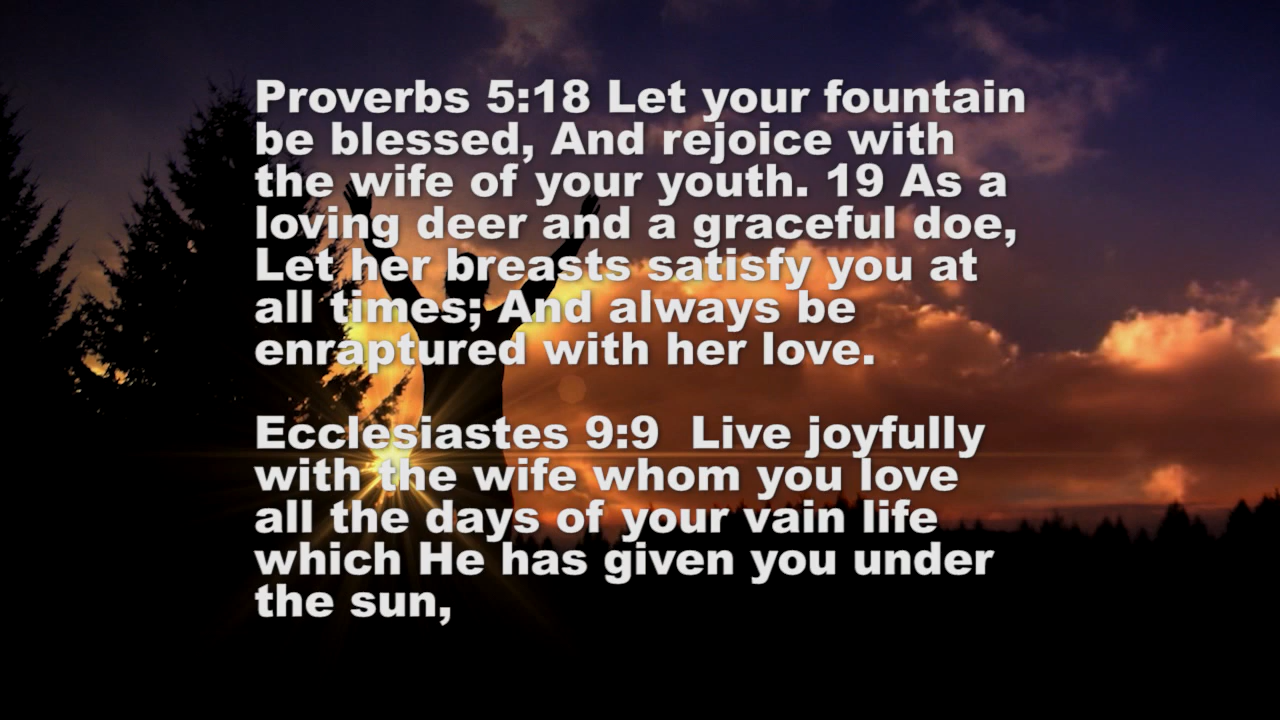 Proverbs 5:18 Let your fountain
be blessed, And rejoice with
the wife of your youth. 19 As a
loving deer and a graceful doe,
Let her breasts satisfy you at
all times; And always be
enraptured with her love.
Ecclesiastes 9:9  Live joyfully
with the wife whom you love
all the days of your vain life
which He has given you under
the sun,